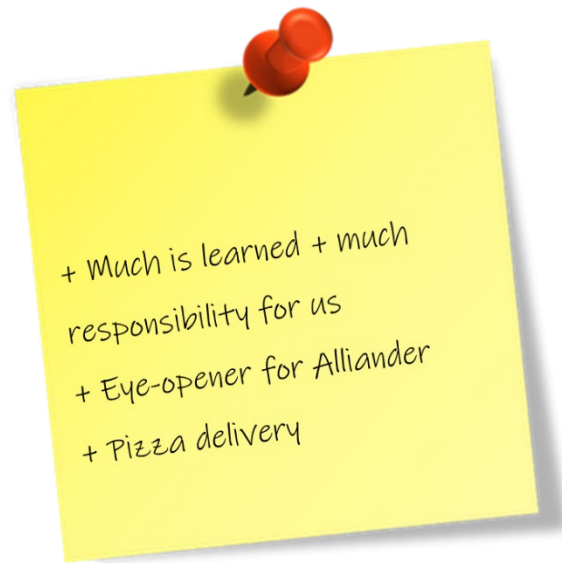 + Much is learned + much
responsibility for us
+ Eye-opener for Alliander
+ Pizza delivery